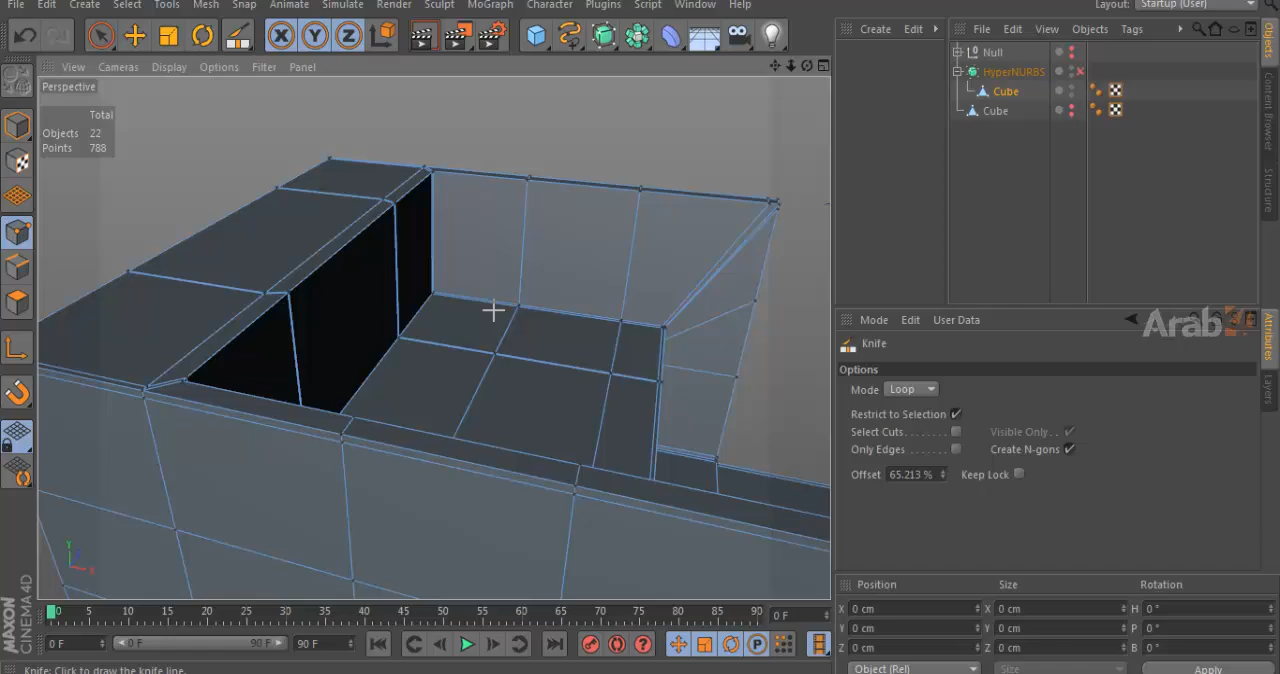 File Edit Create Select Tools Mesh Snap Animate Simulate Render Sculpt MoGraph Character Plugins Script Window Help
Layout: Startup (User)
View Cameras Display Options Filter Panel
Create Edit
File Edit View Objects Tags
Perspective
Total
Objects 22
Points 788
Null
HyperNURBS
Cube
Cube
Objects
Content Browser
Structure
Mode Edit User Data
Arab
Knife
Options
Mode Loop
Restrict to Selection
Select Cuts Visible Only
Only Edges Create N-gons
Offset 65.213 % Keep Lock
Attributes
Layers
X Y Z
Y
X
0 5 10 15 20 25 30 35 40 45 50 55 60 65 70 75 80 85 90 0 F
0 F 0 F 90 F 90 F
P
Position Size Rotation
X 0 cm X 0 cm H 0 °
Y 0 cm Y 0 cm P 0 °
Z 0 cm Z 0 cm B 0 °
Object (Rel) Size Apply
MAXON
CINEMA 4D
Knife: Click to draw the knife line.